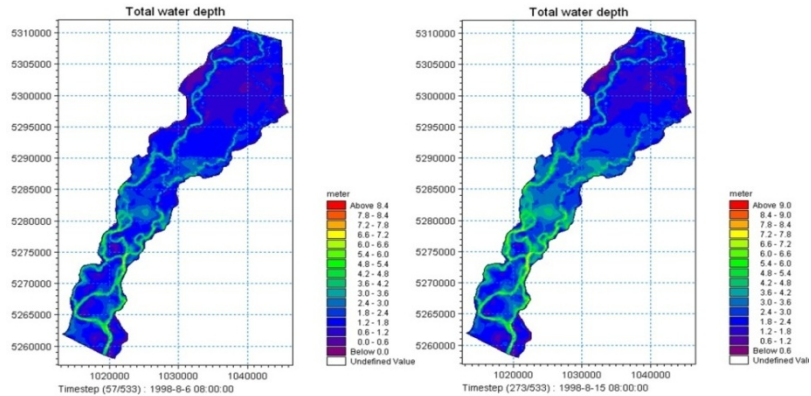 Total water depth
5310000
5305000
5300000
5295000
5290000
5285000
5280000
5275000
5270000
5265000
5260000
1020000 1030000 1040000
Timestep (57/533) : 1998-8-6 08:00:00
meter
Above 8.4
7.8 - 8.4
7.2 - 7.8
6.6 - 7.2
6.0 - 6.6
5.4 - 6.0
4.8 - 5.4
4.2 - 4.8
3.6 - 4.2
3.0 - 3.6
2.4 - 3.0
1.8 - 2.4
1.2 - 1.8
0.6 - 1.2
0.0 - 0.6
Below 0.0
Undefined Value
Total water depth
5310000
5305000
5300000
5295000
5290000
5285000
5280000
5275000
5270000
5265000
5260000
1020000 1030000 1040000
Timestep (273/533) : 1998-8-15 08:00:00
meter
Above 9.0
8.4 - 9.0
7.8 - 8.4
7.2 - 7.8
6.6 - 7.2
6.0 - 6.6
5.4 - 6.0
4.8 - 5.4
4.2 - 4.8
3.6 - 4.2
3.0 - 3.6
2.4 - 3.0
1.8 - 2.4
1.2 - 1.8
0.6 - 1.2
Below 0.6
Undefined Valu